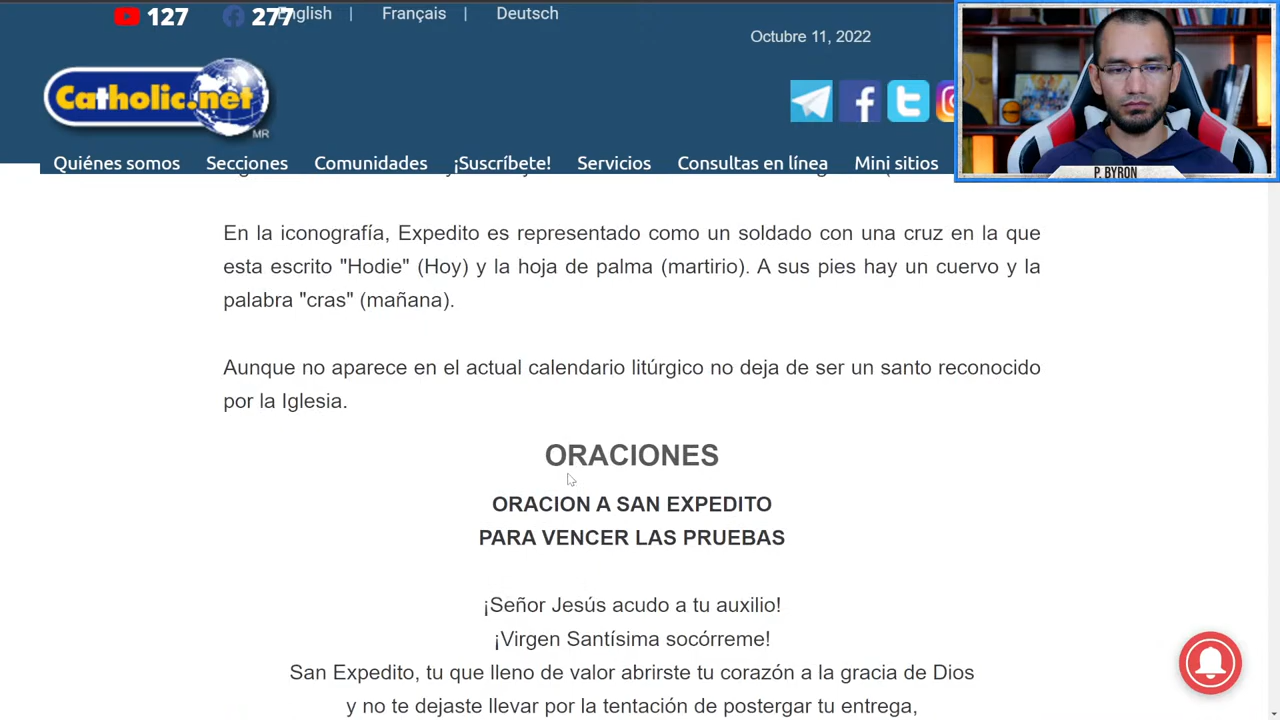 127
277
English | Français | Deutsch
Octubre 11, 2022
Catholic.net
MR
Quiénes somos Secciones Comunidades ¡Suscríbete! Servicios Consultas en línea Mini sitios
P. BYRON
En la iconografía, Expedito es representado como un soldado con una cruz en la que
esta escrito "Hodie" (Hoy) y la hoja de palma (martirio). A sus pies hay un cuervo y la
palabra "cras" (mañana).
Aunque no aparece en el actual calendario litúrgico no deja de ser un santo reconocido
por la Iglesia.
ORACIONES
ORACION A SAN EXPEDITO
PARA VENCER LAS PRUEBAS
¡Señor Jesús acudo a tu auxilio!
¡Virgen Santísima socórreme!
San Expedito, tu que lleno de valor abrirste tu corazón a la gracia de Dios
y no te dejaste llevar por la tentación de postergar tu entrega,